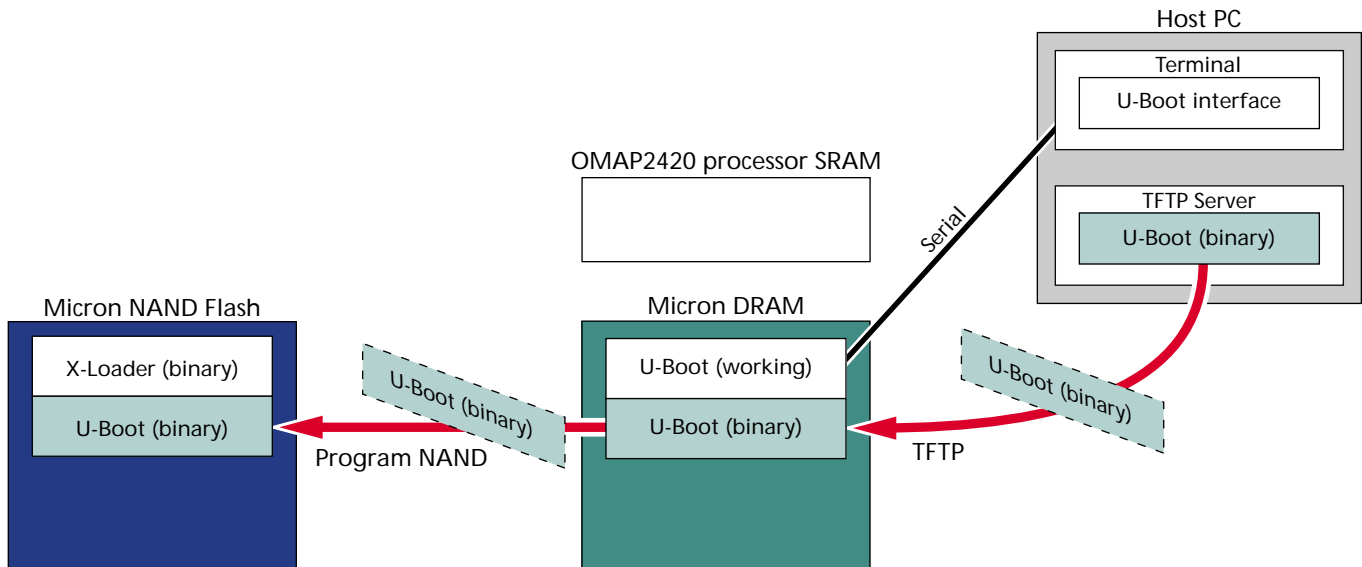 Host PC
Terminal
U-Boot interface
OMAP2420 processor SRAM
Serial
TFTP Server
U-Boot (binary)
Micron NAND Flash
Micron DRAM
X-Loader (binary)
U-Boot (binary)
U-Boot (binary)
Program NAND
U-Boot (working)
U-Boot (binary)
U-Boot (binary)
TFTP